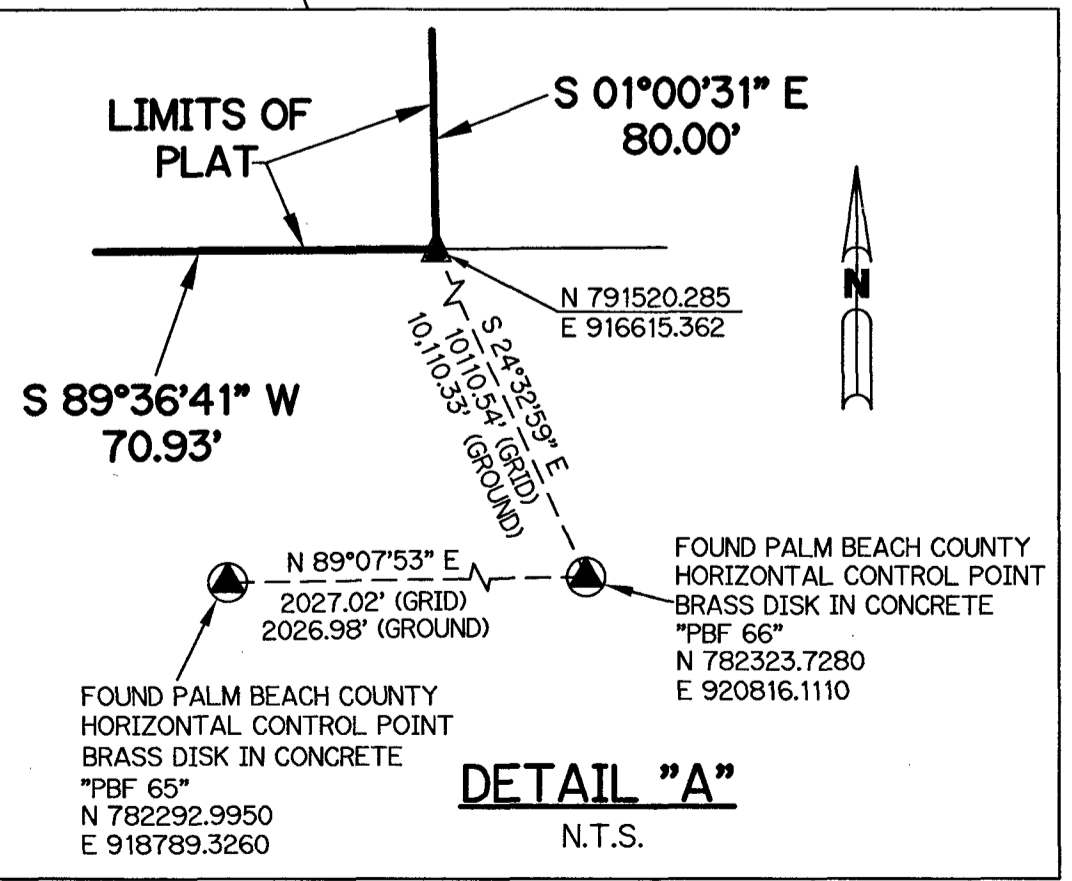 LIMITS OF
PLAT
S 01°00'31" E
80.00'
N
N 791520.285
E 916615.362
S 89°36'41" W
70.93'
S 24°32'59" E
10110.54' (GRID)
10,110.33' (GROUND)
N 89°07'53" E
2027.02' (GRID)
2026.98' (GROUND)
FOUND PALM BEACH COUNTY
HORIZONTAL CONTROL POINT
BRASS DISK IN CONCRETE
"PBF 66"
N 782323.7280
E 920816.1110
FOUND PALM BEACH COUNTY
HORIZONTAL CONTROL POINT
BRASS DISK IN CONCRETE
"PBF 65"
N 782292.9950
E 918789.3260
DETAIL "A"
N.T.S.